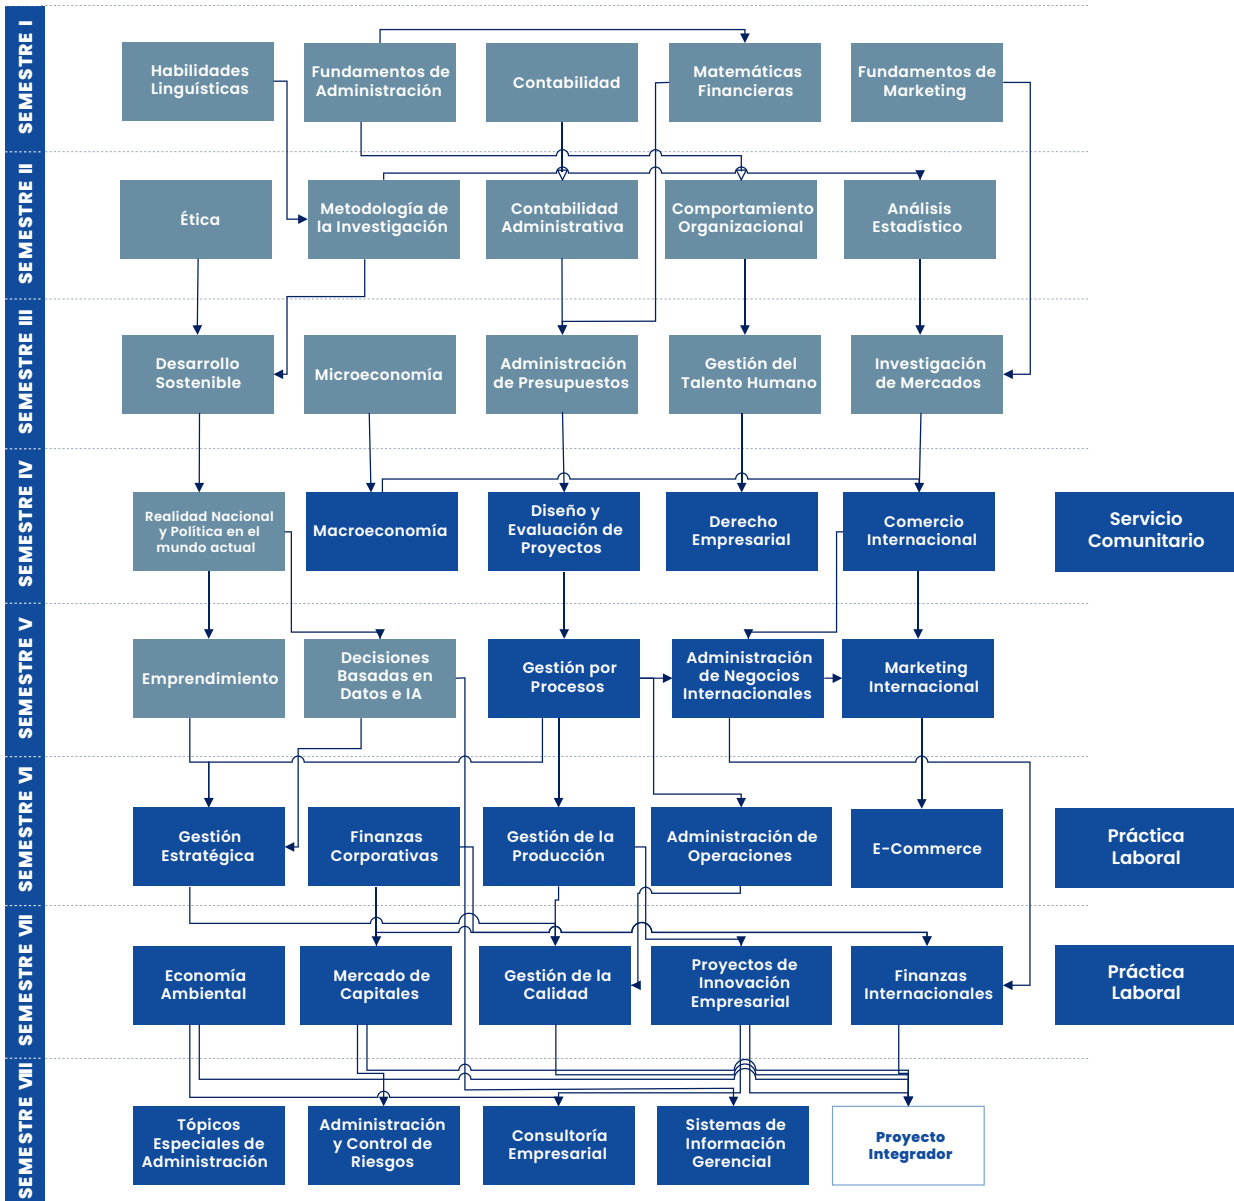 SEMESTRE I
Habilidades
Linguísticas
Fundamentos de
Administración
Contabilidad
Matemáticas
Financieras
Fundamentos de
Marketing
SEMESTRE II
Ética
Metodología de
la Investigación
Contabilidad
Administrativa
Comportamiento
Organizacional
Análisis
Estadístico
SEMESTRE III
Desarrollo
Sostenible
Microeconomía
Administración
de Presupuestos
Gestión del
Talento Humano
Investigación
de Mercados
SEMESTRE IV
Realidad Nacional
y Política en el
mundo actual
Macroeconomía
Diseño y
Evaluación de
Proyectos
Derecho
Empresarial
Comercio
Internacional
Servicio
Comunitario
SEMESTRE V
Emprendimiento
Decisiones
Basadas en
Datos e IA
Gestión por
Procesos
Administración
de Negocios
Internacionales
Marketing
Internacional
SEMESTRE VI
Gestión
Estratégica
Finanzas
Corporativas
Gestión de la
Producción
Administración de
Operaciones
E-Commerce
Práctica
Laboral
SEMESTRE VII
Economía
Ambiental
Mercado de
Capitales
Gestión de la
Calidad
Proyectos de
Innovación
Empresarial
Finanzas
Internacionales
Práctica
Laboral
SEMESTRE VIII
Tópicos
Especiales de
Administración
Administración
y Control de
Riesgos
Consultoría
Empresarial
Sistemas de
Información
Gerencial
Proyecto
Integrador